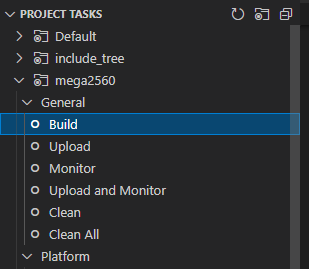 PROJECT TASKS
Default
include_tree
mega2560
General
Build
Upload
Monitor
Upload and Monitor
Clean
Clean All
Platform